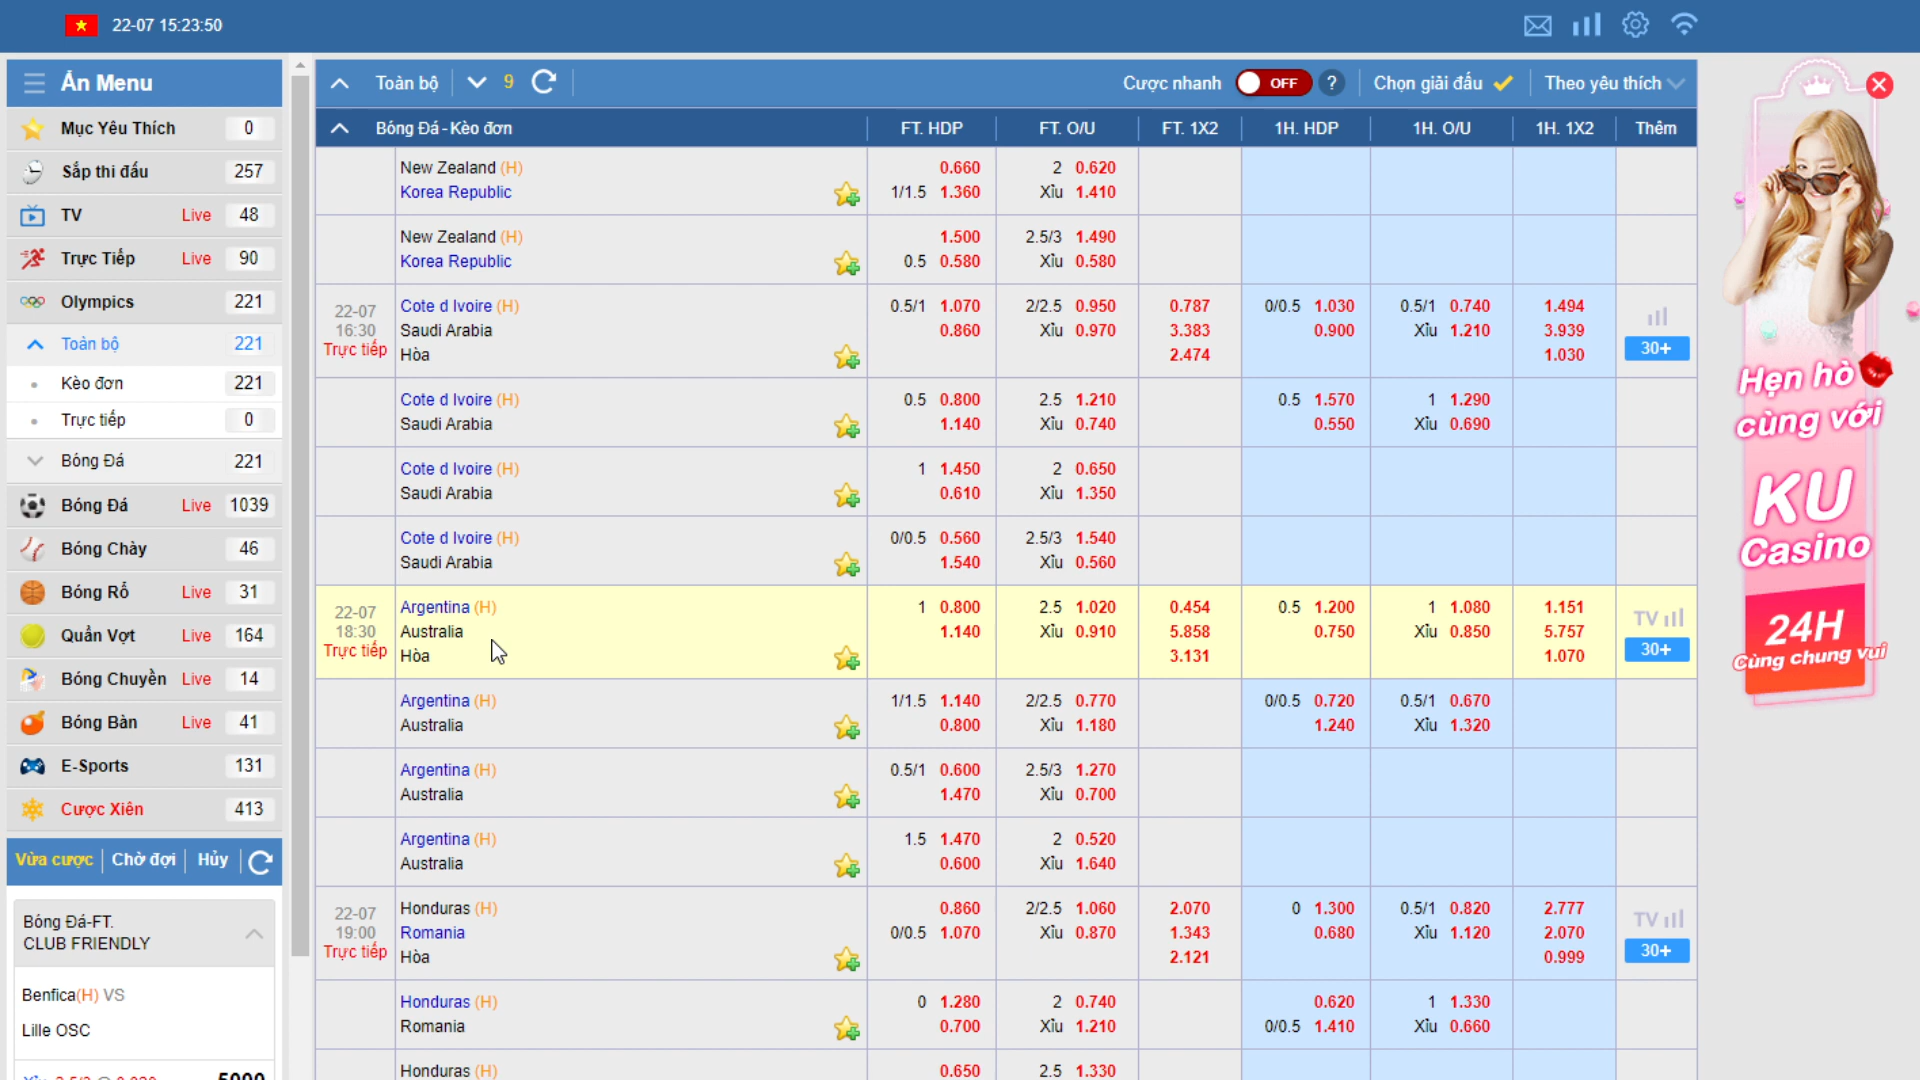 22-07 15:23:50
Ẩn Menu
Mục Yêu Thích 0
Sắp thi đấu 257
TV Live 48
Trực Tiếp Live 90
Olympics 221
Toàn bộ 221
Kèo đơn 221
Trực tiếp 0
Bóng Đá 221
Bóng Đá Live 1039
Bóng Chày 46
Bóng Rổ Live 31
Quần Vợt Live 164
Bóng Chuyền Live 14
Bóng Bàn Live 41
E-Sports 131
Cược Xiên 413
Vừa cược Chờ đợi Hủy
Bóng Đá-FT.
CLUB FRIENDLY
Benfica(H) VS
Lille OSC
Toàn bộ 9 Cược nhanh OFF ? Chọn giải đấu Theo yêu thích
Bóng Đá - Kèo đơn FT. HDP FT. O/U FT. 1X2 1H. HDP 1H. O/U 1H. 1X2 Thêm
New Zealand (H) 0.660 2 0.620
Korea Republic 1/1.5 1.360 Xỉu 1.410
New Zealand (H) 1.500 2.5/3 1.490
Korea Republic 0.5 0.580 Xỉu 0.580
22-07
16:30
Trực tiếp
Cote d Ivoire (H) 0.5/1 1.070 2/2.5 0.950 0.787 0/0.5 1.030 0.5/1 0.740 1.494
Saudi Arabia 0.860 Xỉu 0.970 3.383 0.900 Xỉu 1.210 3.939
Hòa 2.474 1.030 30+
Cote d Ivoire (H) 0.5 0.800 2.5 1.210 0.5 1.570 1 1.290
Saudi Arabia 1.140 Xỉu 0.740 0.550 Xỉu 0.690
Cote d Ivoire (H) 1 1.450 2 0.650
Saudi Arabia 0.610 Xỉu 1.350
Cote d Ivoire (H) 0/0.5 0.560 2.5/3 1.540
Saudi Arabia 1.540 Xỉu 0.560
22-07
18:30
Trực tiếp
Argentina (H) 1 0.800 2.5 1.020 0.454 0.5 1.200 1 1.080 1.151 TV
Australia 1.140 Xỉu 0.910 5.858 0.750 Xỉu 0.850 5.757
Hòa 3.131 1.070 30+
Argentina (H) 1/1.5 1.140 2/2.5 0.770 0/0.5 0.720 0.5/1 0.670
Australia 0.800 Xỉu 1.180 1.240 Xỉu 1.320
Argentina (H) 0.5/1 0.600 2.5/3 1.270
Australia 1.470 Xỉu 0.700
Argentina (H) 1.5 1.470 2 0.520
Australia 0.600 Xỉu 1.640
22-07
19:00
Trực tiếp
Honduras (H) 0.860 2/2.5 1.060 2.070 0 1.300 0.5/1 0.820 2.777 TV
Romania 0/0.5 1.070 Xỉu 0.870 1.343 0.680 Xỉu 1.120 2.070
Hòa 2.121 0.999 30+
Honduras (H) 0 1.280 2 0.740 0.620 1 1.330
Romania 0.700 Xỉu 1.210 0/0.5 1.410 Xỉu 0.660
Honduras (H) 0.650 2.5 1.330
Hẹn hò
cùng với
KU
Casino
24H
Cùng chung vui